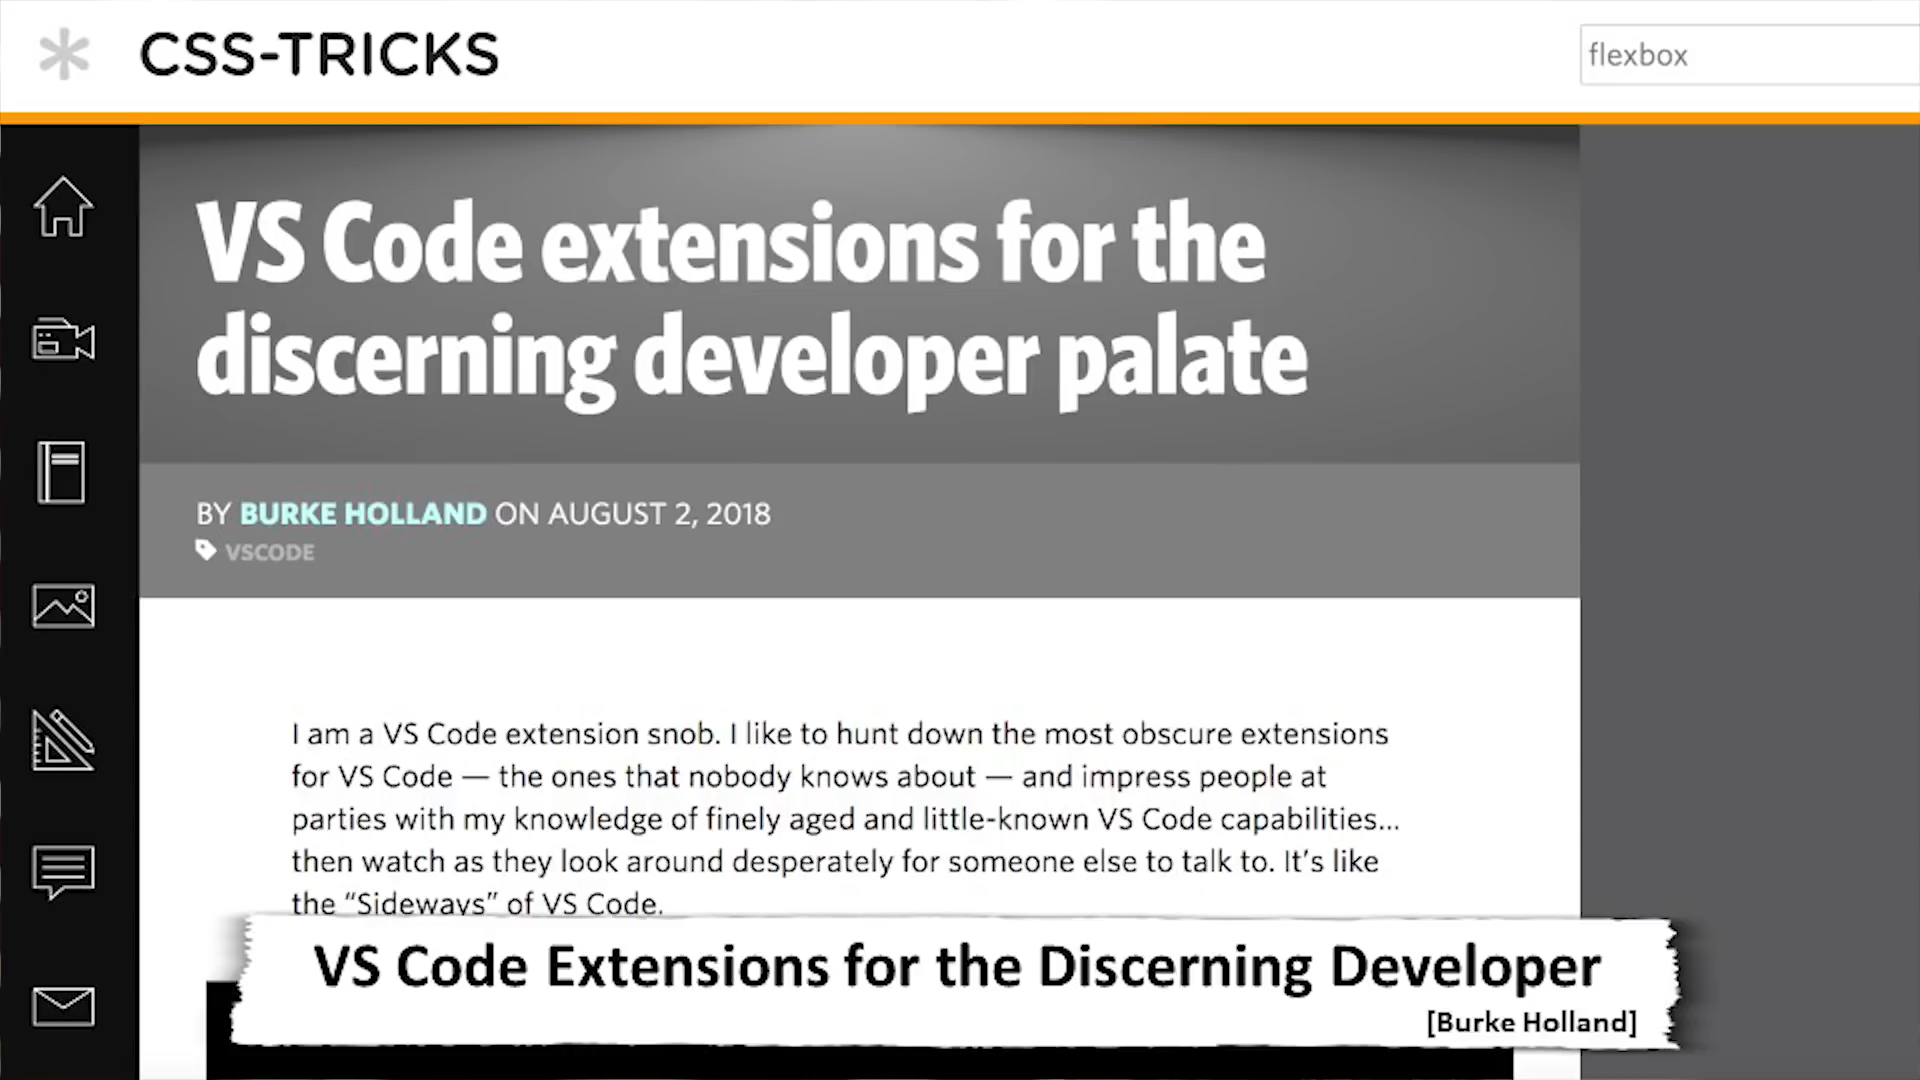 CSS-TRICKS
flexbox
VS Code extensions for the
discerning developer palate
BY BURKE HOLLAND ON AUGUST 2, 2018
VSCODE
I am a VS Code extension snob. I like to hunt down the most obscure extensions
for VS Code — the ones that nobody knows about — and impress people at
parties with my knowledge of finely aged and little-known VS Code capabilities...
then watch as they look around desperately for someone else to talk to. It’s like
the “Sideways” of VS Code.
VS Code Extensions for the Discerning Developer
[Burke Holland]